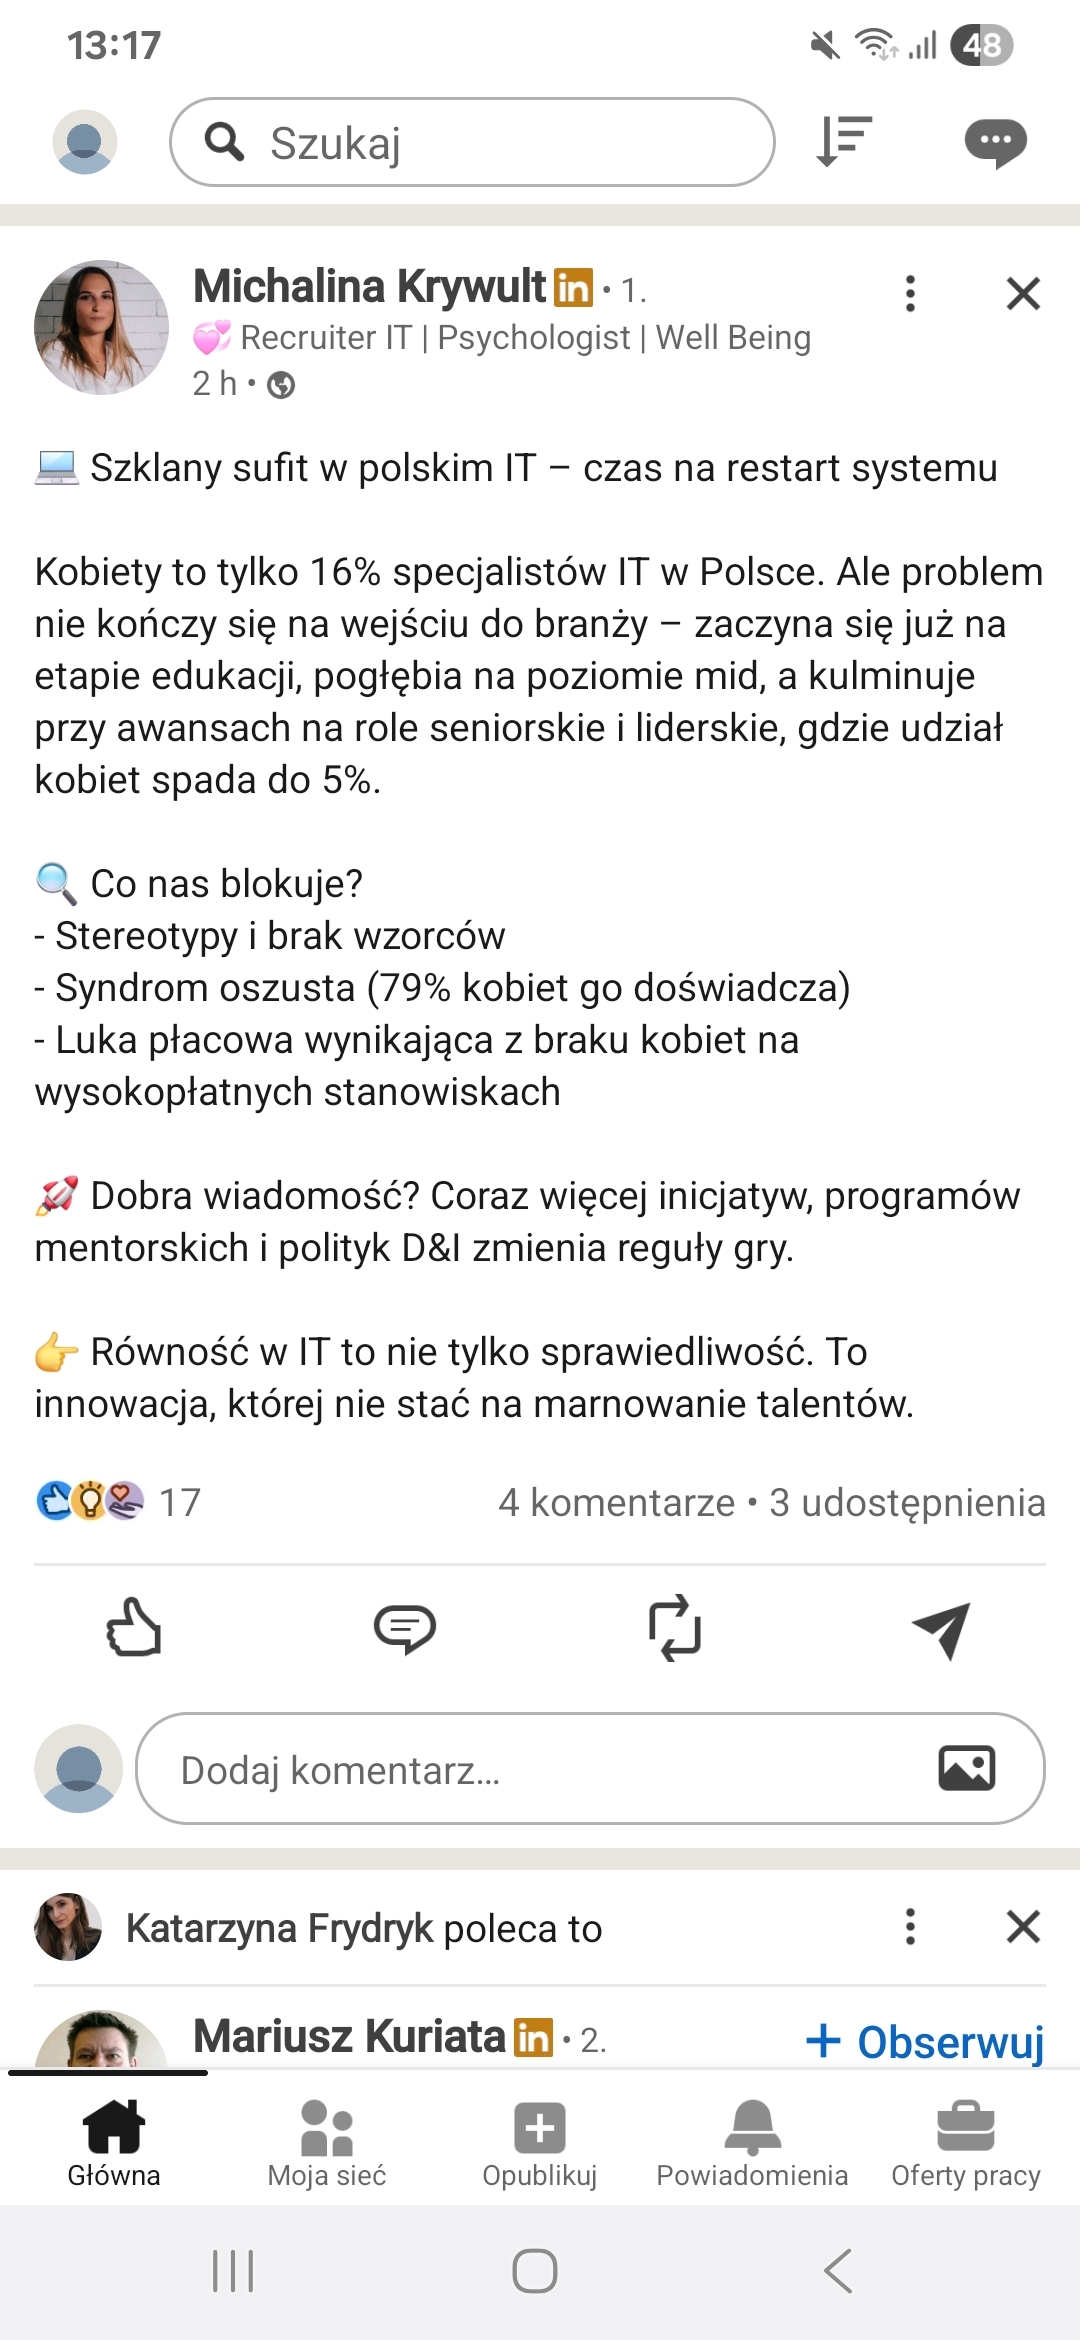 13:17
48
Szukaj
Michalina Krywult in • 1.
💞 Recruiter IT | Psychologist | Well Being
2 h •
💻 Szklany sufit w polskim IT – czas na restart systemu
Kobiety to tylko 16% specjalistów IT w Polsce. Ale problem
nie kończy się na wejściu do branży – zaczyna się już na
etapie edukacji, pogłębia na poziomie mid, a kulminuje
przy awansach na role seniorskie i liderskie, gdzie udział
kobiet spada do 5%.
🔍 Co nas blokuje?
- Stereotypy i brak wzorców
- Syndrom oszusta (79% kobiet go doświadcza)
- Luka płacowa wynikająca z braku kobiet na
wysokopłatnych stanowiskach
🚀 Dobra wiadomość? Coraz więcej inicjatyw, programów
mentorskich i polityk D&I zmienia reguły gry.
👉 Równość w IT to nie tylko sprawiedliwość. To
innowacja, której nie stać na marnowanie talentów.
17
4 komentarze • 3 udostępnienia
Dodaj komentarz...
Katarzyna Frydryk poleca to
Mariusz Kuriata in • 2.
+ Obserwuj
Główna
Moja sieć
Opublikuj
Powiadomienia
Oferty pracy